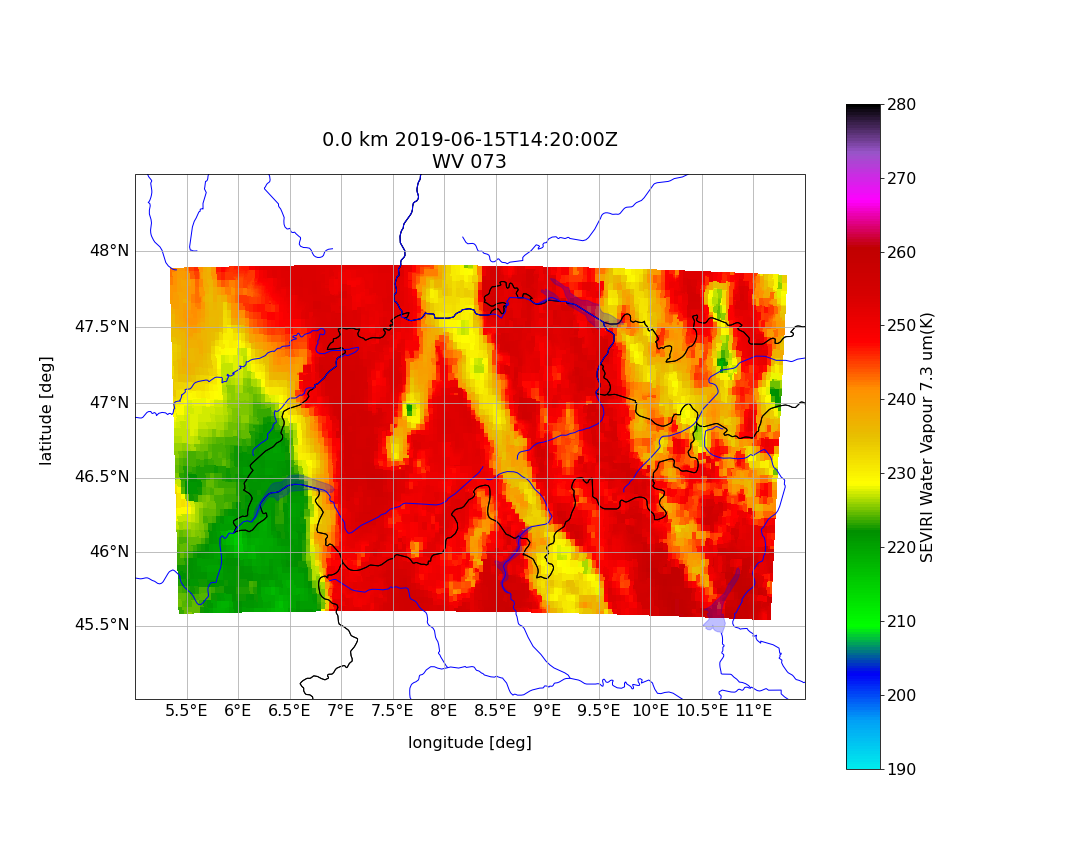 0.0 km 2019-06-15T14:20:00Z
WV 073
48°N
47.5°N
47°N
46.5°N
46°N
45.5°N
latitude [deg]
5.5°E 6°E 6.5°E 7°E 7.5°E 8°E 8.5°E 9°E 9.5°E 10°E 10.5°E 11°E
longitude [deg]
280
270
260
250
240
230
220
210
200
190
SEVIRI Water Vapour 7.3 um(K)